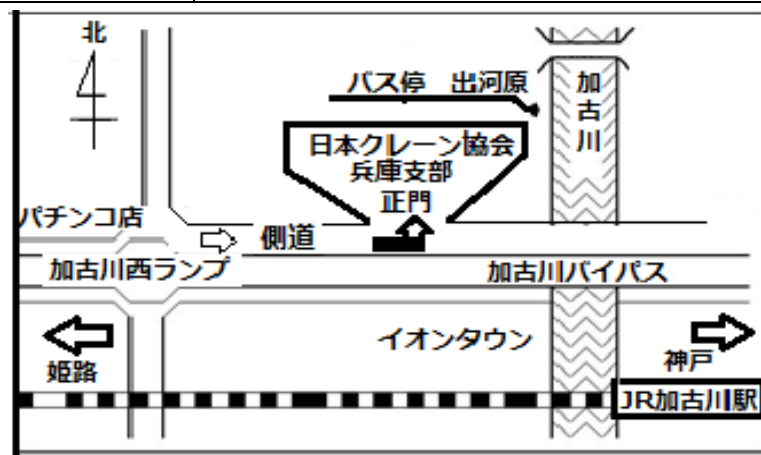 北
バス停 出河原
加古川
日本クレーン協会
兵庫支部
正門
パチンコ店
側道
加古川西ランプ
加古川バイパス
イオンタウン
姫路
神戸
JR加古川駅